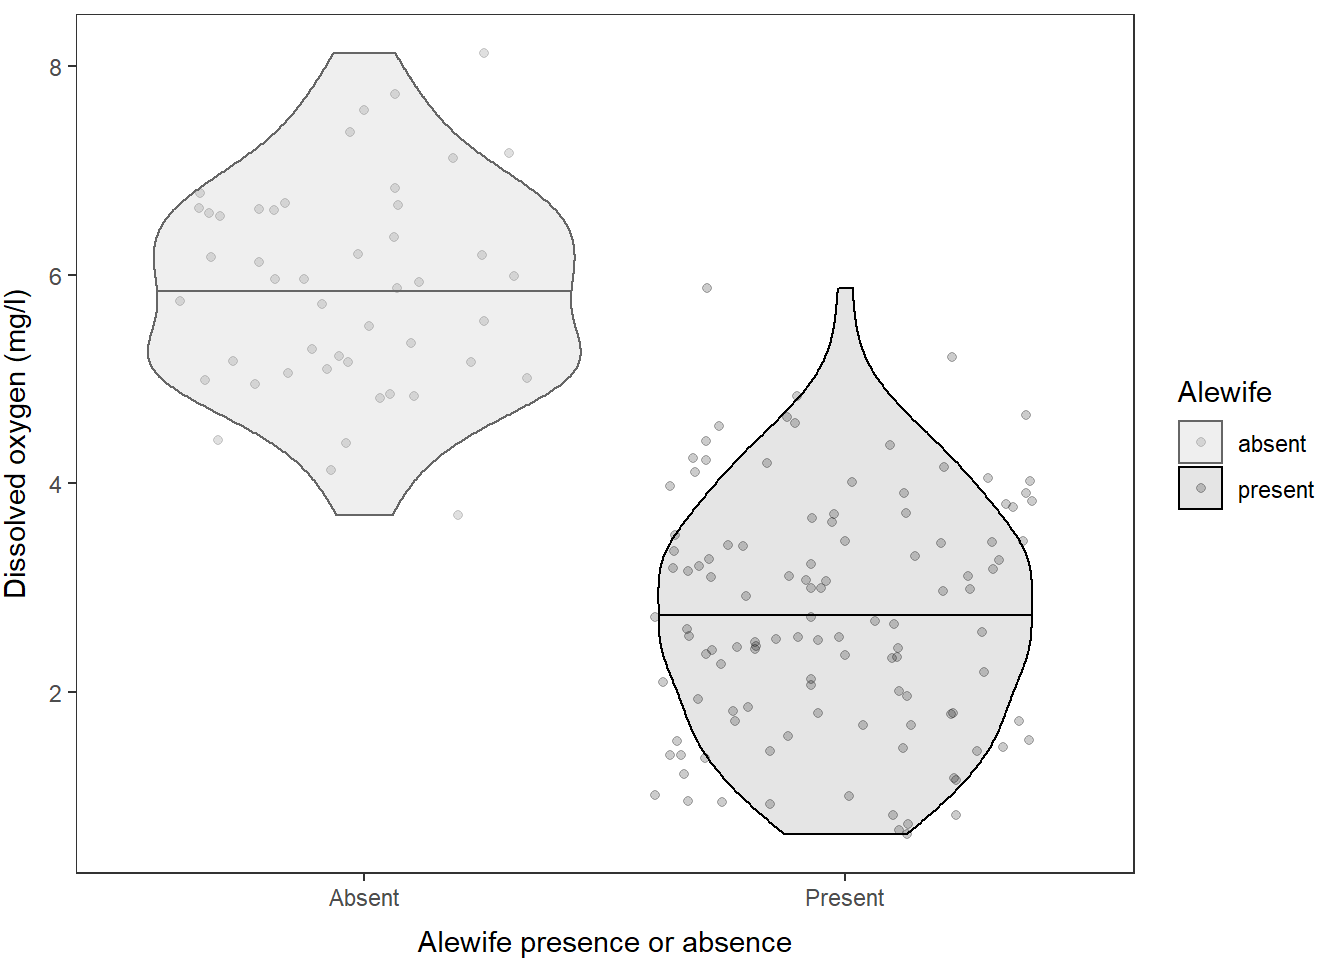 Dissolved oxygen (mg/l)
8
6
4
2
Absent
Present
Alewife presence or absence
Alewife
absent
present